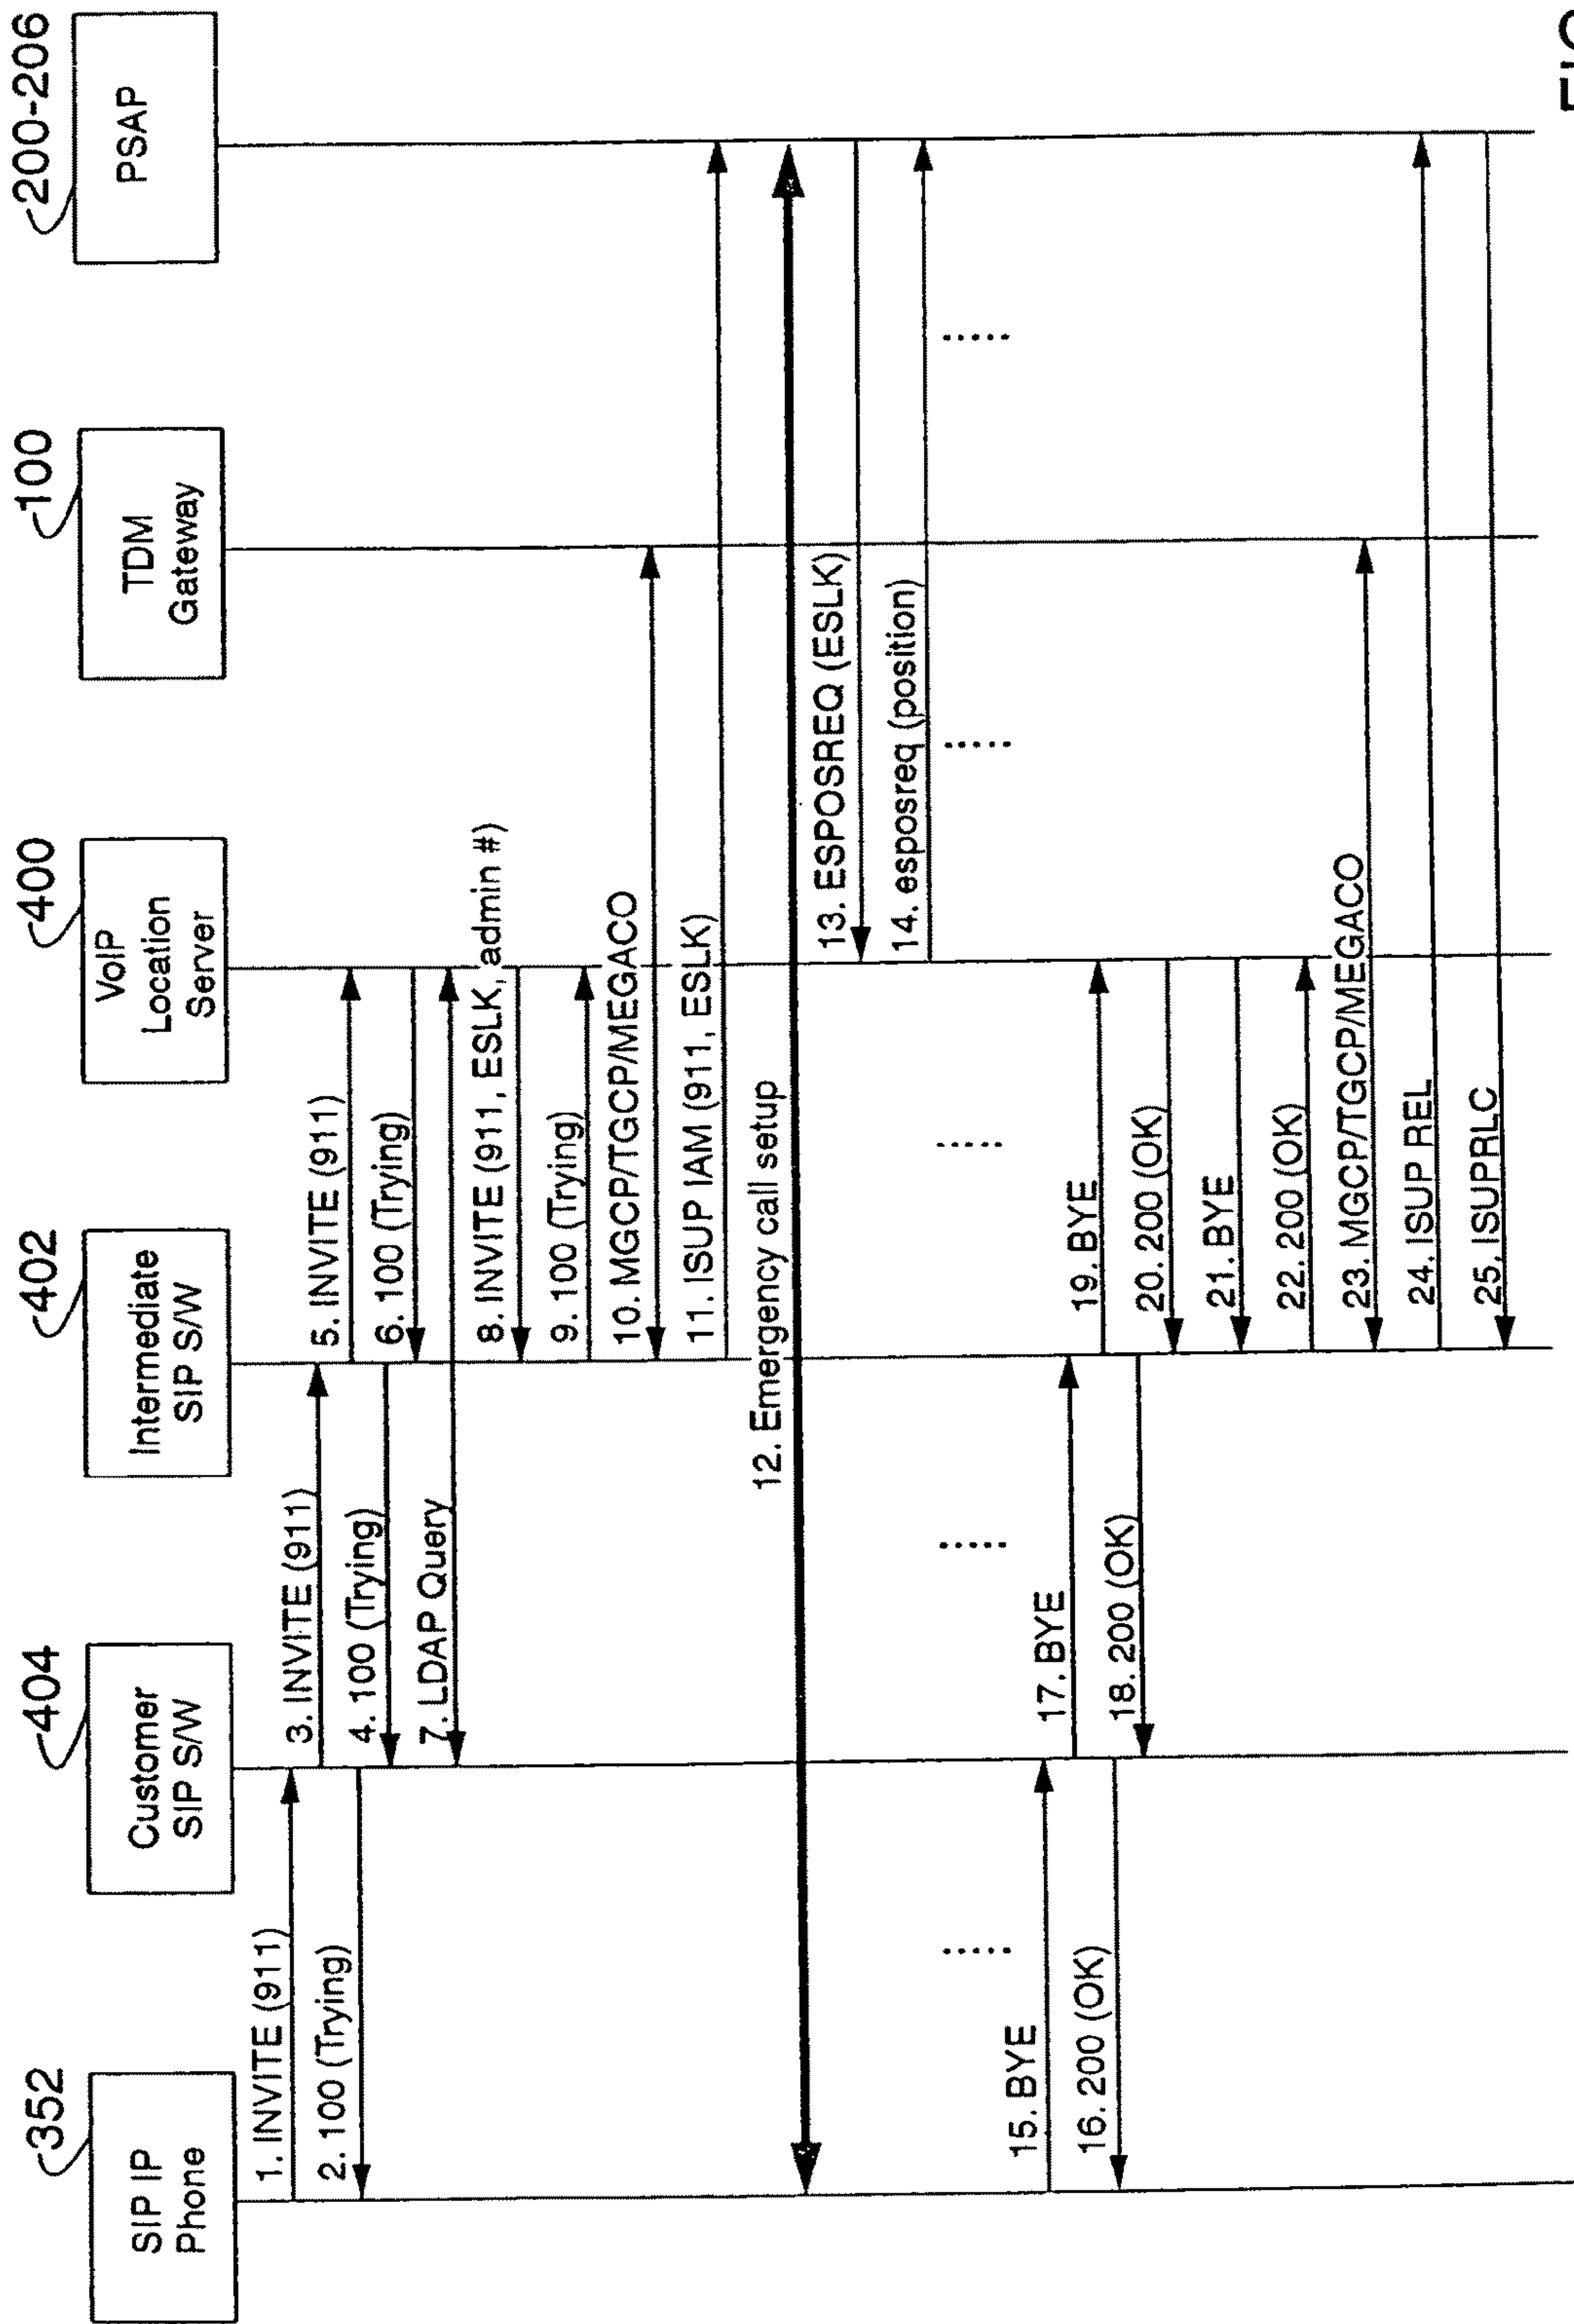 352
SIP IP
Phone
404
Customer
SIP S/W
402
Intermediate
SIP S/W
400
VoIP
Location
Server
100
TDM
Gateway
200-206
PSAP
1. INVITE (911)
2. 100 (Trying)
3. INVITE (911)
4. 100 (Trying)
5. INVITE (911)
6. 100 (Trying)
7. LDAP Query
8. INVITE (911, ESLK, admin #)
9. 100 (Trying)
10. MGCP/TGCP/MEGACO
11. ISUP IAM (911, ESLK)
12. Emergency call setup
13. ESPOSREQ (ESLK)
14. esposreq (position)
15. BYE
16. 200 (OK)
17. BYE
18. 200 (OK)
19. BYE
20. 200 (OK)
21. BYE
22. 200 (OK)
23. MGCP/TGCP/MEGACO
24. ISUP REL
25. ISUPRLC